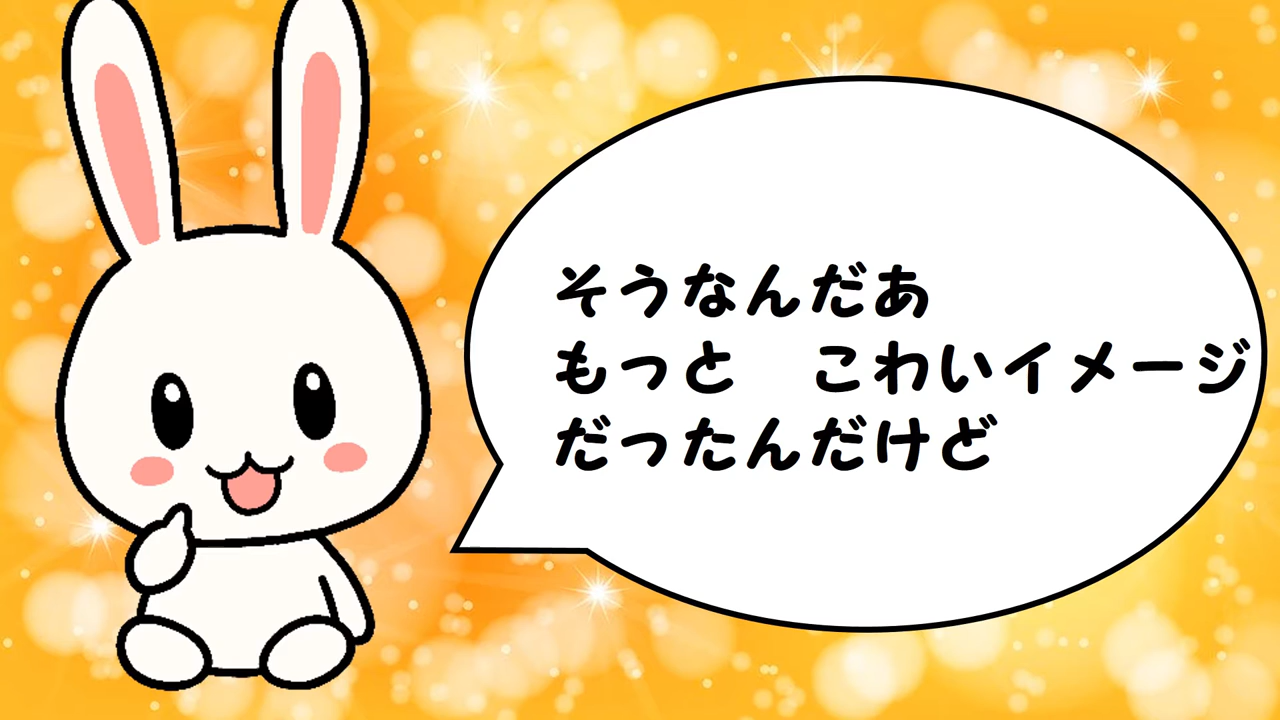 そうなんだあ
もっと　こわいイメージ
だったんだけど